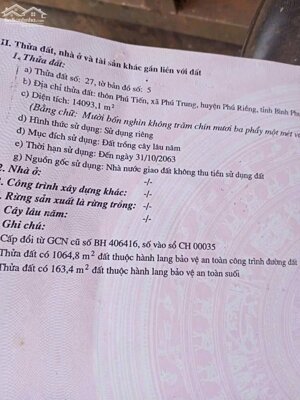 II. Thửa đất, nhà ở và tài sản khác gắn liền với đất
1. Thửa đất:
a) Thửa đất số: 27, tờ bản đồ số: 5
b) Địa chỉ thửa đất: thôn Phú Tiến, xã Phú Trung, huyện Phú Riềng, tỉnh Bình
c) Diện tích: 14093,1 m²
(Bằng chữ: Mười bốn nghìn không trăm chín mươi ba phẩy một mét
d) Hình thức sử dụng: Sử dụng riêng
đ) Mục đích sử dụng: Đất trồng cây lâu năm
e) Thời hạn sử dụng: Đến ngày 31/10/2063
g) Nguồn gốc sử dụng: Nhà nước giao đất không thu tiền sử dụng đất
2. Nhà ở: -/-
. Công trình xây dựng khác: -/-
. Rừng sản xuất là rừng trồng: -/-
Cây lâu năm: -/-
Ghi chú:
Cấp đổi từ GCN cũ số BH 406416, số vào sổ CH 00035
Thửa đất có 1064,8 m² đất thuộc hành lang bảo vệ an toàn công trình đường đất
Thửa đất có 163,4 m² đất thuộc hành lang bảo vệ an toàn suối